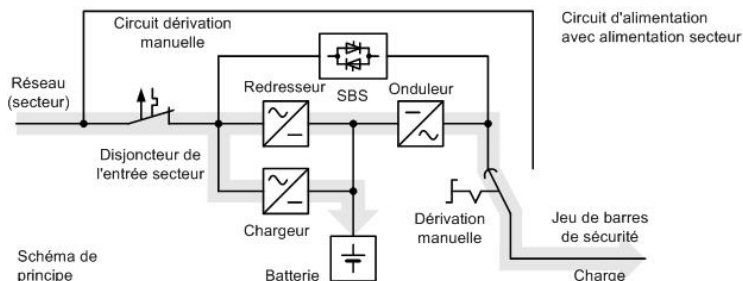 Circuit dérivation
manuelle
Circuit d'alimentation
avec alimentation secteur
Réseau
(secteur)
Redresseur
SBS
Onduleur
Disjoncteur de
l'entrée secteur
Chargeur
Dérivation
manuelle
Jeu de barres
de sécurité
Schéma de
principe
Batterie
Charge